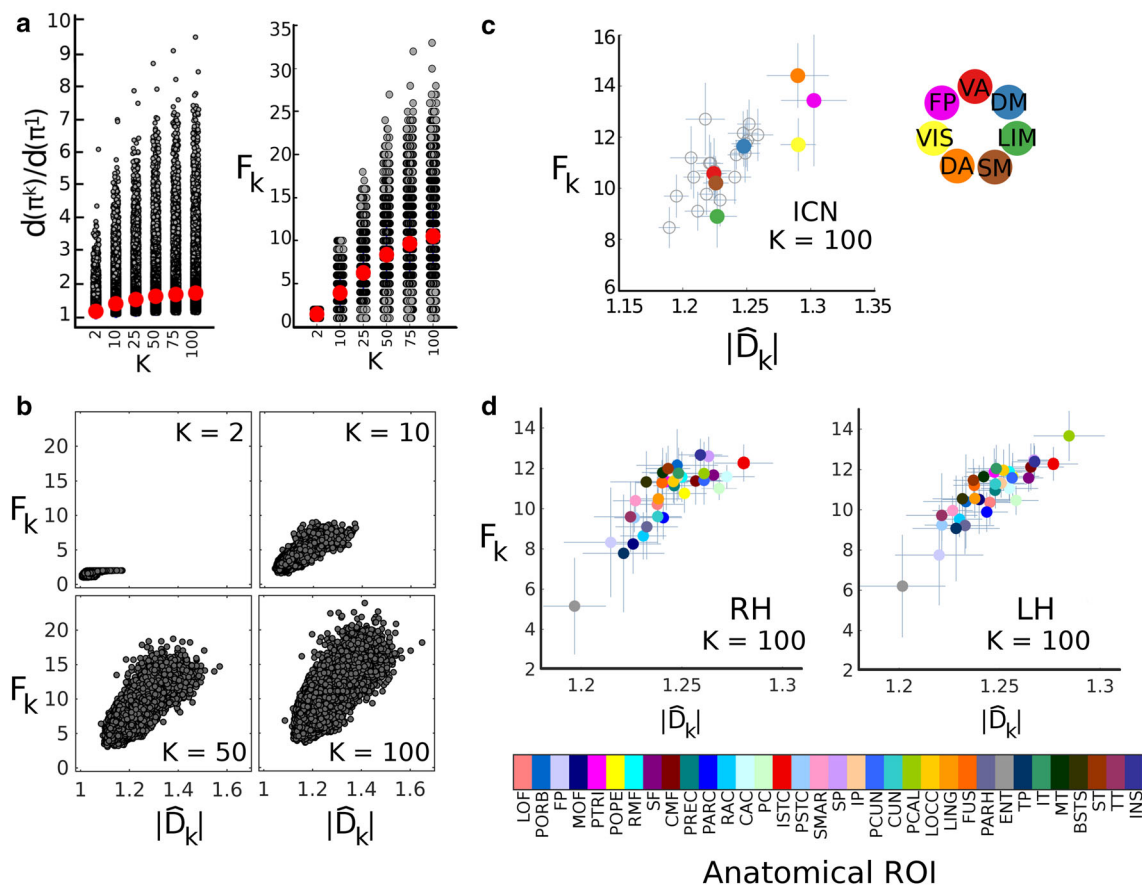 a
10
9
8
7
6
5
4
3
2
1
d(π^k)/d(π^1)
2 10 25 50 75 100
K
35
30
25
20
15
10
5
0
F_k
2 10 25 50 75 100
K
b
20
15
10
5
0
F_k
K = 2
K = 10
20
15
10
5
0
F_k
K = 50
K = 100
1 1.2 1.4 1.6
1 1.2 1.4 1.6
|D̂_k|
|D̂_k|
c
16
14
12
10
8
6
F_k
ICN
K = 100
1.15 1.2 1.25 1.3 1.35
|D̂_k|
VA
DM
LIM
SM
DA
VIS
FP
d
14
12
10
8
6
4
2
F_k
RH
K = 100
1.2 1.25 1.3
|D̂_k|
14
12
10
8
6
4
2
LH
K = 100
1.2 1.25 1.3
|D̂_k|
LOF
PORB
FP
MOF
PTRI
POPE
RMF
SF
CMF
PREC
PARC
RAC
CAC
PC
ISTC
PSTC
SMAR
SP
IP
PCUN
CUN
PCAL
LOCC
LING
FUS
PARH
ENT
TP
IT
MT
BSTS
ST
TT
INS
Anatomical ROI